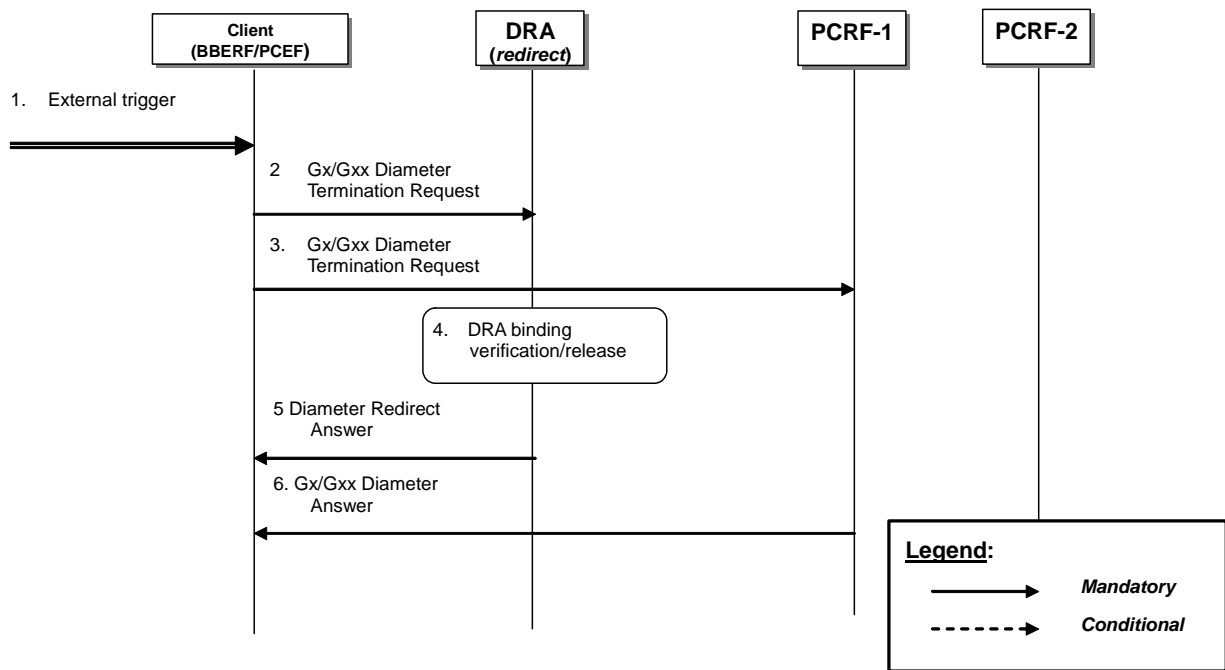 Client
(BBERF/PCEF)
DRA
(redirect)
PCRF-1
PCRF-2
1. External trigger
2 Gx/Gxx Diameter
Termination Request
3. Gx/Gxx Diameter
Termination Request
4. DRA binding
verification/release
5 Diameter Redirect
Answer
6. Gx/Gxx Diameter
Answer
Legend:
Mandatory
Conditional